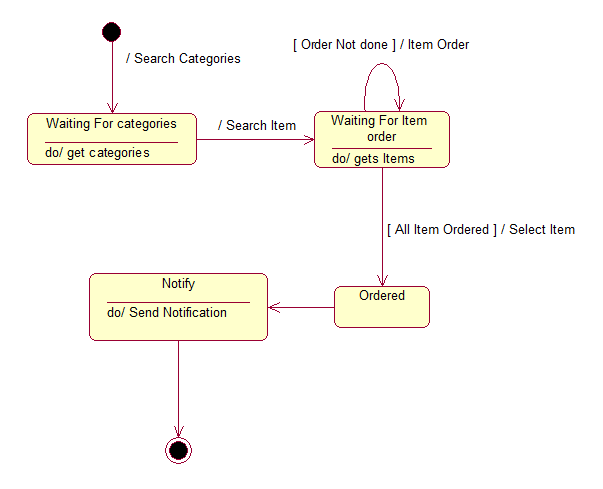 [ Order Not done ] / Item Order
/ Search Categories
Waiting For categories
do/ get categories
/ Search Item
Waiting For Item
order
do/ gets Items
[ All Item Ordered ] / Select Item
Notify
do/ Send Notification
Ordered